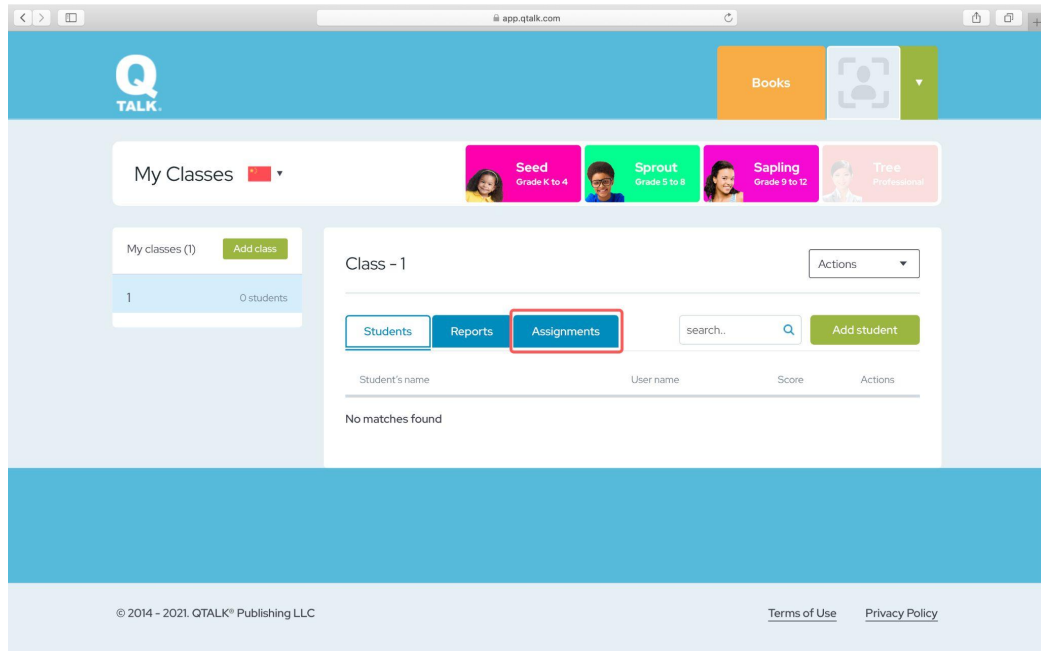 app.qtalk.com
Q
TALK.
Books
My Classes
Seed
Grade K to 4
Sprout
Grade 5 to 8
Sapling
Grade 9 to 12
Tree
Professional
My classes (1)
Add class
1
0 students
Class - 1
Actions
Students
Reports
Assignments
search..
Add student
Student's name
User name
Score
Actions
No matches found
© 2014 - 2021. QTALK® Publishing LLC
Terms of Use
Privacy Policy